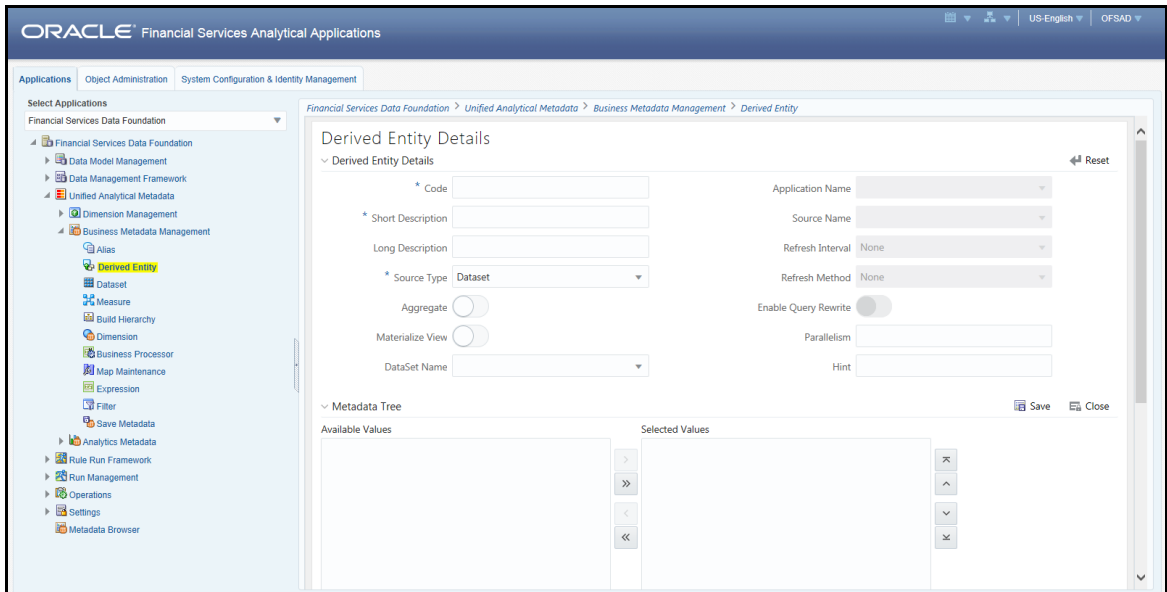 ORACLE® Financial Services Analytical Applications
US-English
OFSAD
Applications
Object Administration
System Configuration & Identity Management
Select Applications
Financial Services Data Foundation
Financial Services Data Foundation
Data Model Management
Data Management Framework
Unified Analytical Metadata
Dimension Management
Business Metadata Management
Alias
Derived Entity
Dataset
Measure
Build Hierarchy
Dimension
Business Processor
Map Maintenance
Expression
Filter
Save Metadata
Analytics Metadata
Rule Run Framework
Run Management
Operations
Settings
Metadata Browser
Financial Services Data Foundation > Unified Analytical Metadata > Business Metadata Management > Derived Entity
Derived Entity Details
Derived Entity Details
Reset
* Code
Application Name
* Short Description
Source Name
Long Description
Refresh Interval None
* Source Type Dataset
Refresh Method None
Aggregate
Enable Query Rewrite
Materialize View
Parallelism
DataSet Name
Hint
Metadata Tree
Save
Close
Available Values
Selected Values